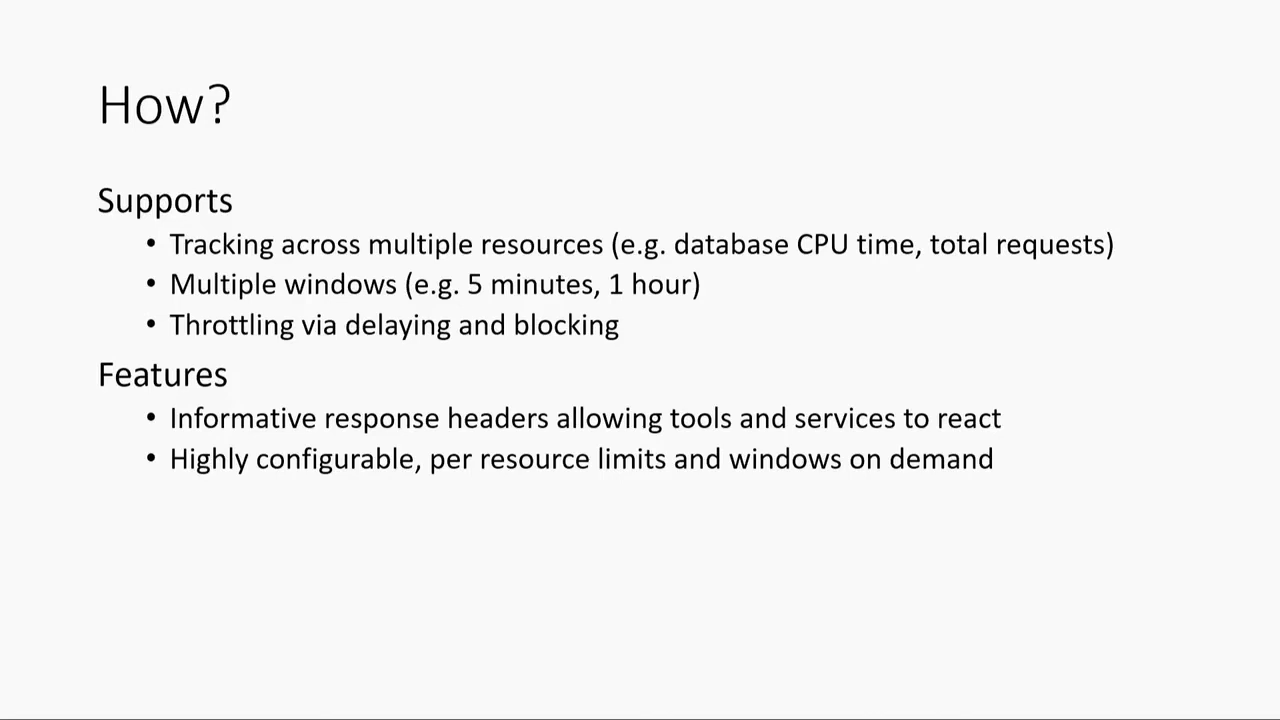 How?
Supports
• Tracking across multiple resources (e.g. database CPU time, total requests)
• Multiple windows (e.g. 5 minutes, 1 hour)
• Throttling via delaying and blocking
Features
• Informative response headers allowing tools and services to react
• Highly configurable, per resource limits and windows on demand